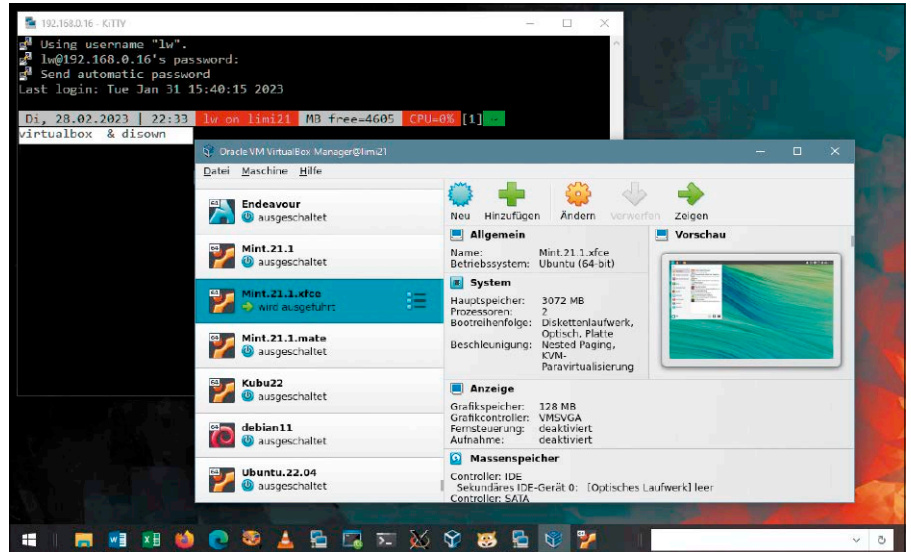 192.168.0.16 - KiTTY
Using username "lw".
lw@192.168.0.16's password:
Send automatic password
Last login: Tue Jan 31 15:40:15 2023
Di, 28.02.2023 | 22:33 lw on limi21 MB free=4605 CPU=0% [1]
virtualbox & disown
Oracle VM VirtualBox Manager@limi21
Datei Maschine Hilfe
Endeavour
ausgeschaltet
Mint.21.1
ausgeschaltet
Mint.21.1.xfce
wird ausgeführt
Mint.21.1.mate
ausgeschaltet
Kubu22
ausgeschaltet
debian11
ausgeschaltet
Ubuntu.22.04
ausgeschaltet
Neu Hinzufügen Ändern Verwerfen Zeigen
Allgemein
Name: Mint.21.1.xfce
Betriebssystem: Ubuntu (64-bit)
System
Hauptspeicher: 3072 MB
Prozessoren: 2
Bootreihenfolge: Diskettenlaufwerk,
Optisch, Platte
Beschleunigung: Nested Paging,
KVM-
Paravirtualisierung
Anzeige
Grafikspeicher: 128 MB
Grafikcontroller: VMSVGA
Fernsteuerung: deaktiviert
Aufnahme: deaktiviert
Massenspeicher
Controller: IDE
Sekundäres IDE-Gerät 0: [Optisches Laufwerk] leer
Controller: SATA
Vorschau